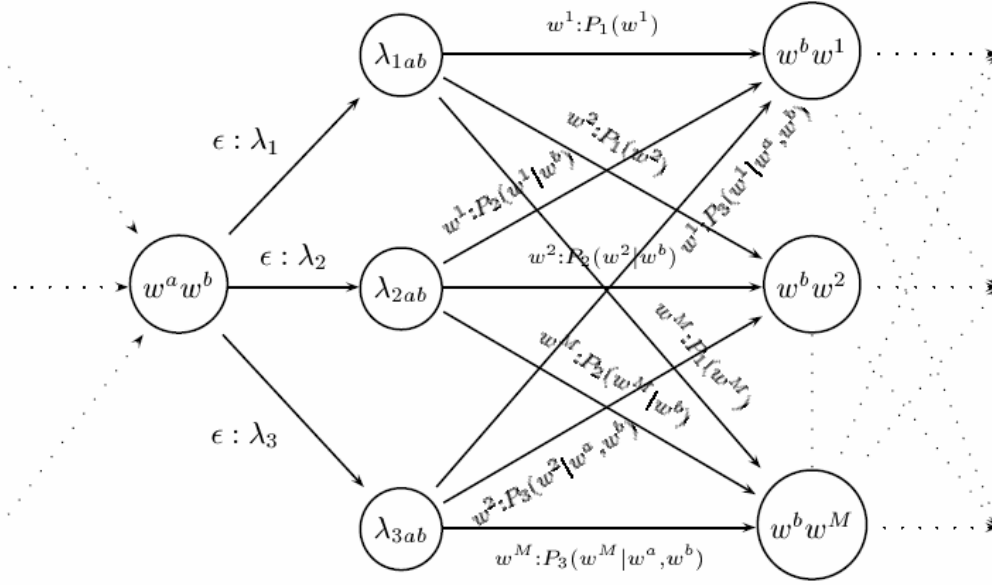 w¹:P₁(w¹)
λ₁ab
wᵇw¹
ϵ : λ₁
w²:P₁(w²)
w¹:P₂(w¹|wᵇ)
w¹:P₃(w¹|wᵃ,wᵇ)
ϵ : λ₂
w²:P₂(w²|wᵇ)
wᵃwᵇ
λ₂ab
wᵇw²
wᴹ:P₁(wᴹ)
wᴹ:P₂(wᴹ|wᵇ)
ϵ : λ₃
w²:P₃(w²|wᵃ,wᵇ)
λ₃ab
wᵇwᴹ
wᴹ:P₃(wᴹ|wᵃ,wᵇ)